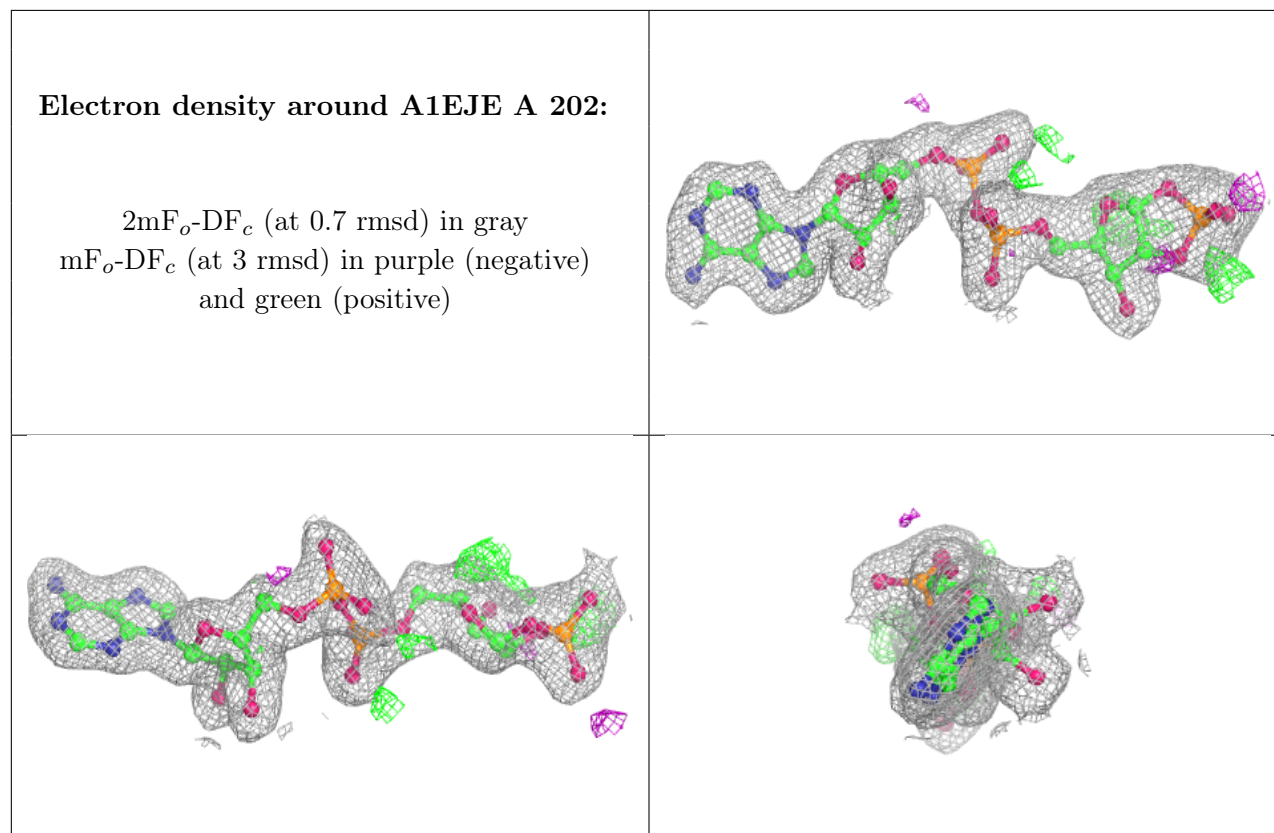 Electron density around A1EJE A 202:
2mFₒ-DF𝒸 (at 0.7 rmsd) in gray
mFₒ-DF𝒸 (at 3 rmsd) in purple (negative)
and green (positive)